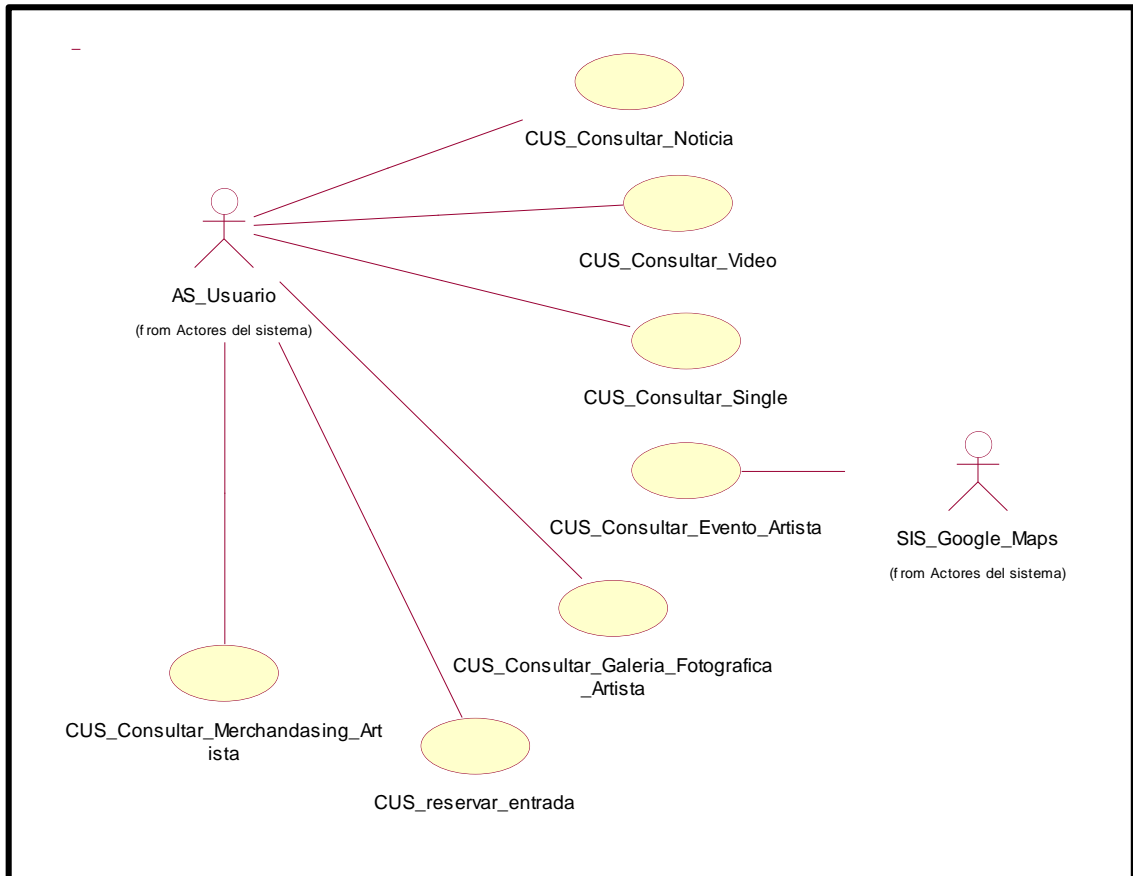 CUS_Consultar_Noticia
CUS_Consultar_Video
AS_Usuario
(from Actores del sistema)
CUS_Consultar_Single
CUS_Consultar_Evento_Artista
SIS_Google_Maps
(from Actores del sistema)
CUS_Consultar_Galeria_Fotografica
_Artista
CUS_Consultar_Merchandasing_Art
ista
CUS_reservar_entrada